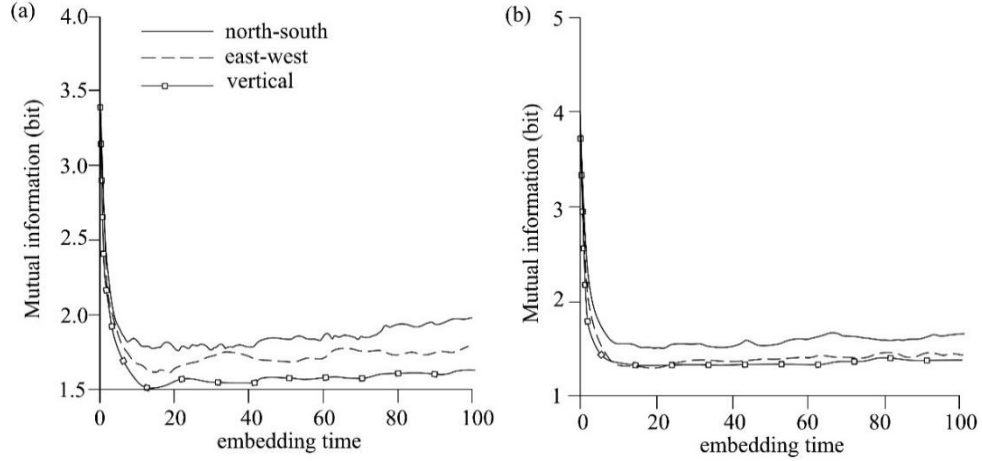 (a)
4.0
3.5
3.0
2.5
2.0
1.5
Mutual information (bit)
north-south
east-west
vertical
0 20 40 60 80 100
embedding time
(b)
5
4
3
2
1
Mutual information (bit)
0 20 40 60 80 100
embedding time